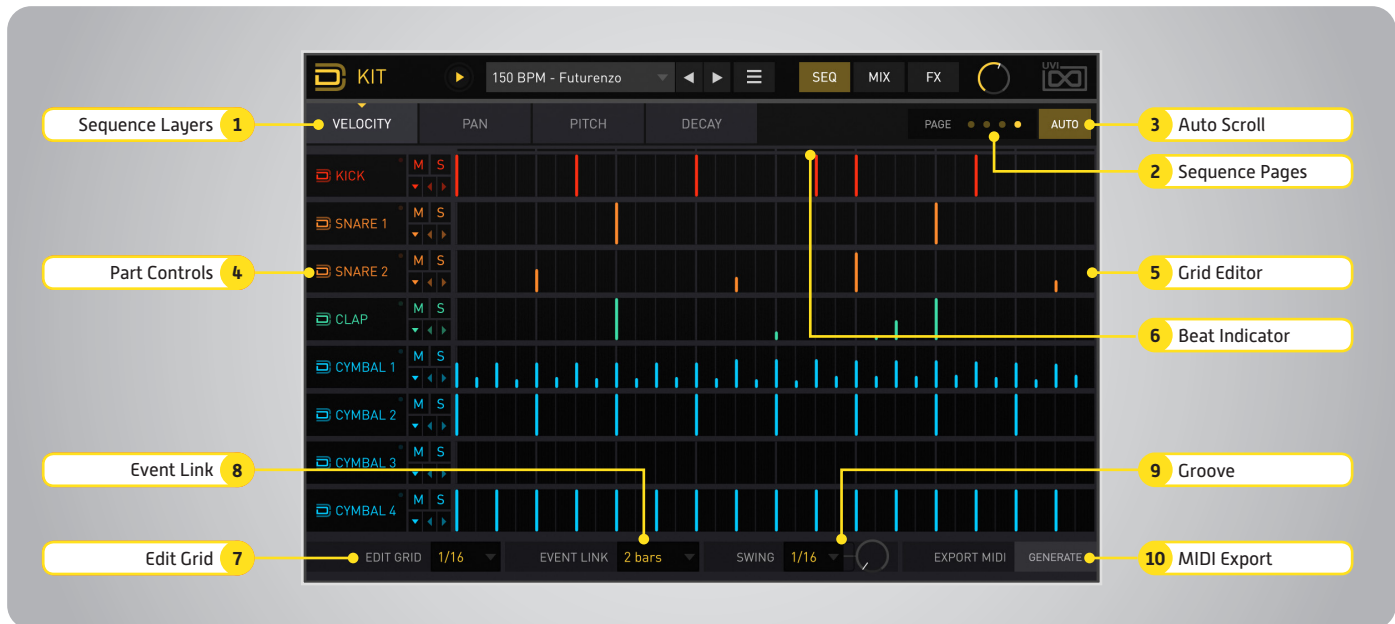 KIT
150 BPM - Futurenzo
SEQ
MIX
FX
UVI
Sequence Layers 1
VELOCITY
PAN
PITCH
DECAY
PAGE
AUTO
3 Auto Scroll
2 Sequence Pages
KICK
M S
SNARE 1
M S
Part Controls 4
SNARE 2
M S
5 Grid Editor
CLAP
M S
6 Beat Indicator
CYMBAL 1
M S
CYMBAL 2
M S
Event Link 8
CYMBAL 3
M S
9 Groove
CYMBAL 4
M S
Edit Grid 7
EDIT GRID 1/16
EVENT LINK 2 bars
SWING 1/16
EXPORT MIDI GENERATE
10 MIDI Export